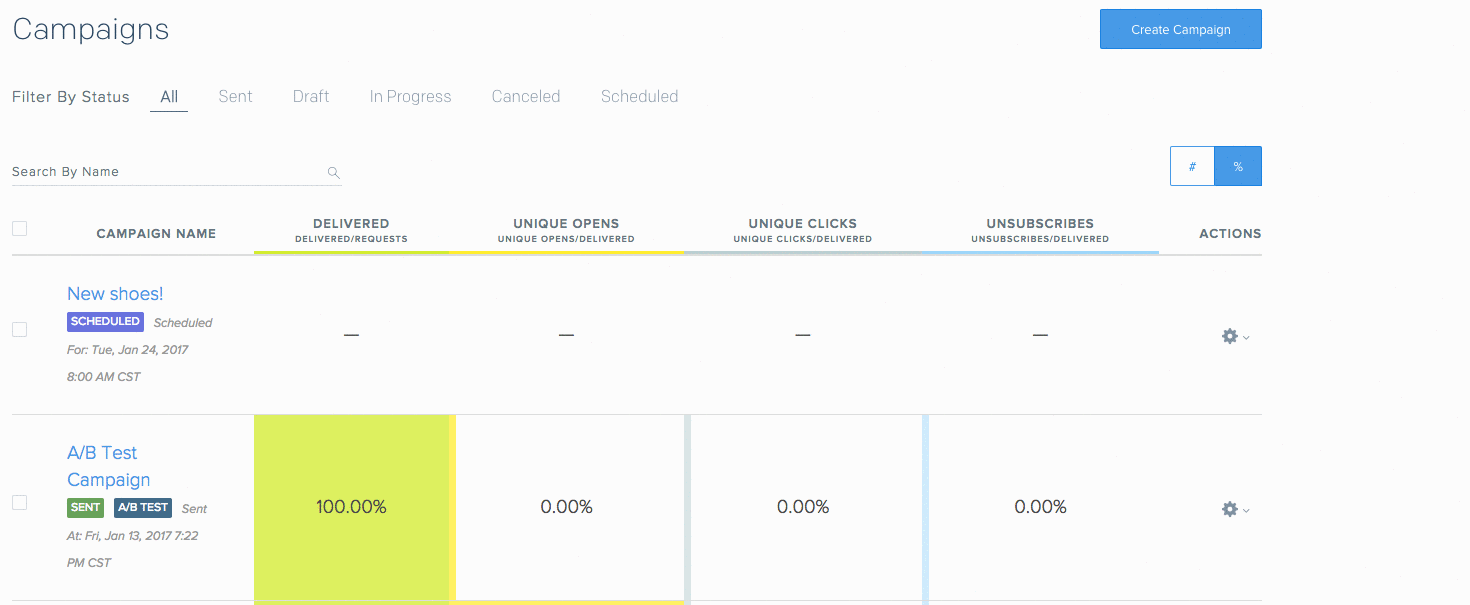 Campaigns
Create Campaign
Filter By Status All Sent Draft In Progress Canceled Scheduled
Search By Name
# %
CAMPAIGN NAME DELIVERED UNIQUE OPENS UNIQUE CLICKS UNSUBSCRIBES ACTIONS
DELIVERED/REQUESTS UNIQUE OPENS/DELIVERED UNIQUE CLICKS/DELIVERED UNSUBSCRIBES/DELIVERED
New shoes!
SCHEDULED Scheduled
For: Tue, Jan 24, 2017
8:00 AM CST
— — — —
A/B Test
Campaign
SENT A/B TEST Sent
At: Fri, Jan 13, 2017 7:22
PM CST
100.00% 0.00% 0.00% 0.00%